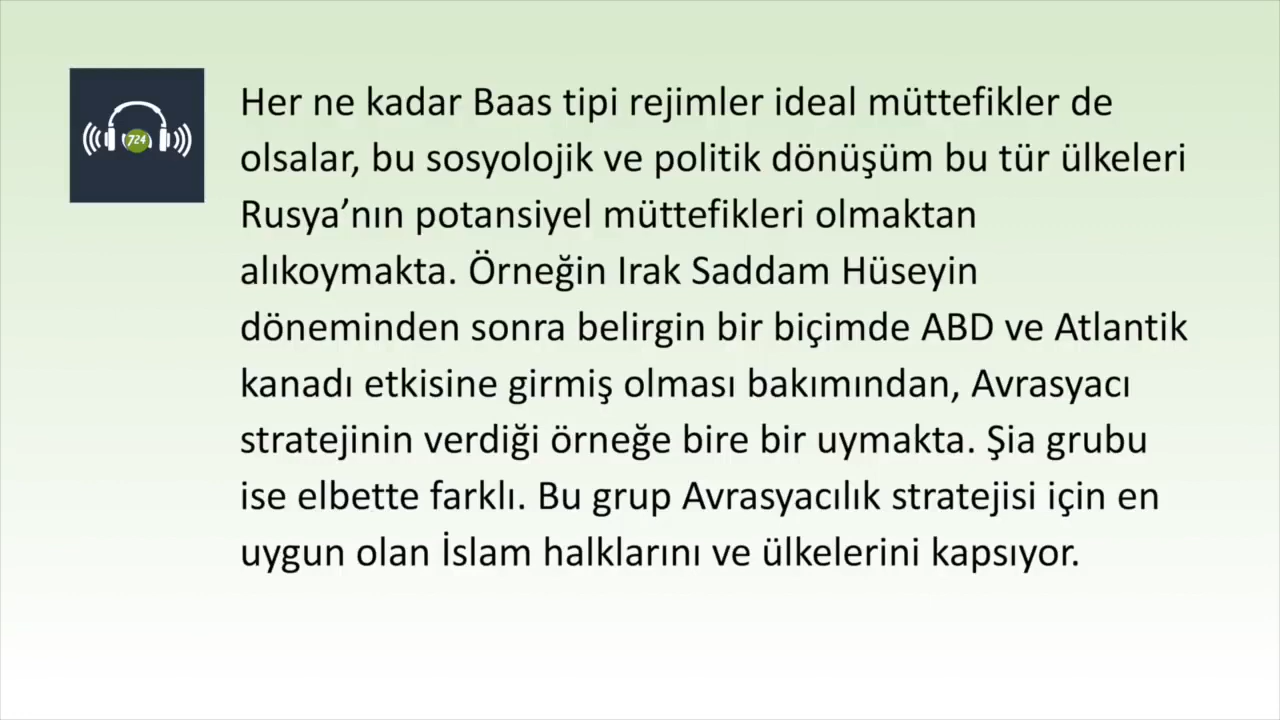 724
Her ne kadar Baas tipi rejimler ideal müttefikler de
olsalar, bu sosyolojik ve politik dönüşüm bu tür ülkeleri
Rusya’nın potansiyel müttefikleri olmaktan
alıkoymakta. Örneğin Irak Saddam Hüseyin
döneminden sonra belirgin bir biçimde ABD ve Atlantik
kanadı etkisine girmiş olması bakımından, Avrasyacı
stratejinin verdiği örneğe bire bir uymakta. Şia grubu
ise elbette farklı. Bu grup Avrasyacılık stratejisi için en
uygun olan İslam halklarını ve ülkelerini kapsıyor.